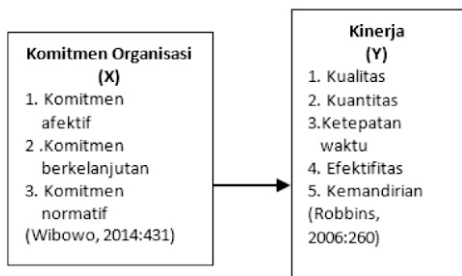 Komitmen Organisasi
(X)
1. Komitmen
afektif
2 .Komitmen
berkelanjutan
3. Komitmen
normatif
(Wibowo, 2014:431)
Kinerja
(Y)
1. Kualitas
2. Kuantitas
3.Ketepatan
waktu
4. Efektifitas
5. Kemandirian
(Robbins,
2006:260)